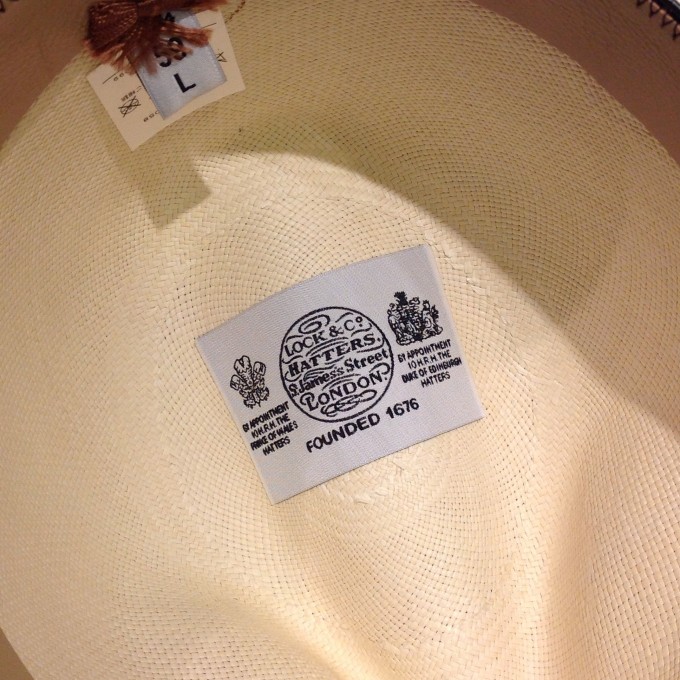 59
L
LOCK & Co.
HATTERS.
St. James's Street
LONDON.
FOUNDED 1676
BY APPOINTMENT
TO H.R.H. THE
PRINCE OF WALES
HATTERS
BY APPOINTMENT
TO H.R.H. THE
DUKE OF EDINBURGH
HATTERS